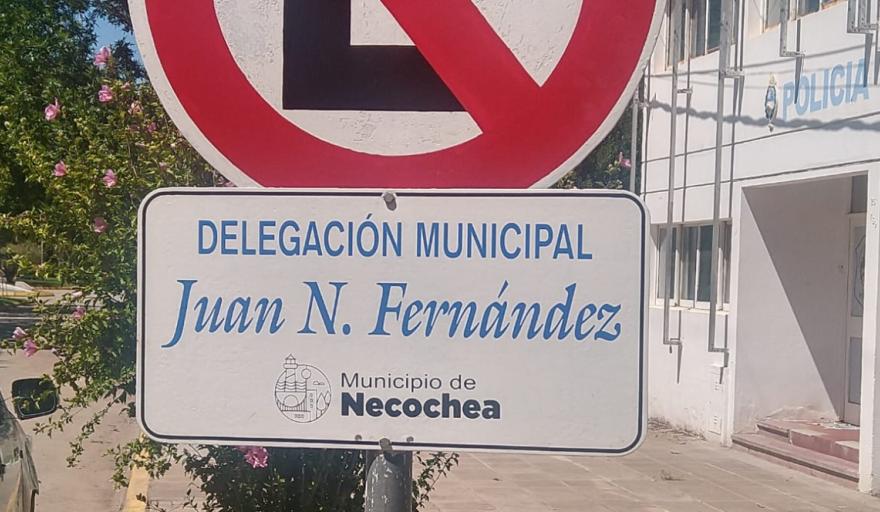 DELEGACIÓN MUNICIPAL
Juan N. Fernández
Municipio de
Necochea
POLICIA